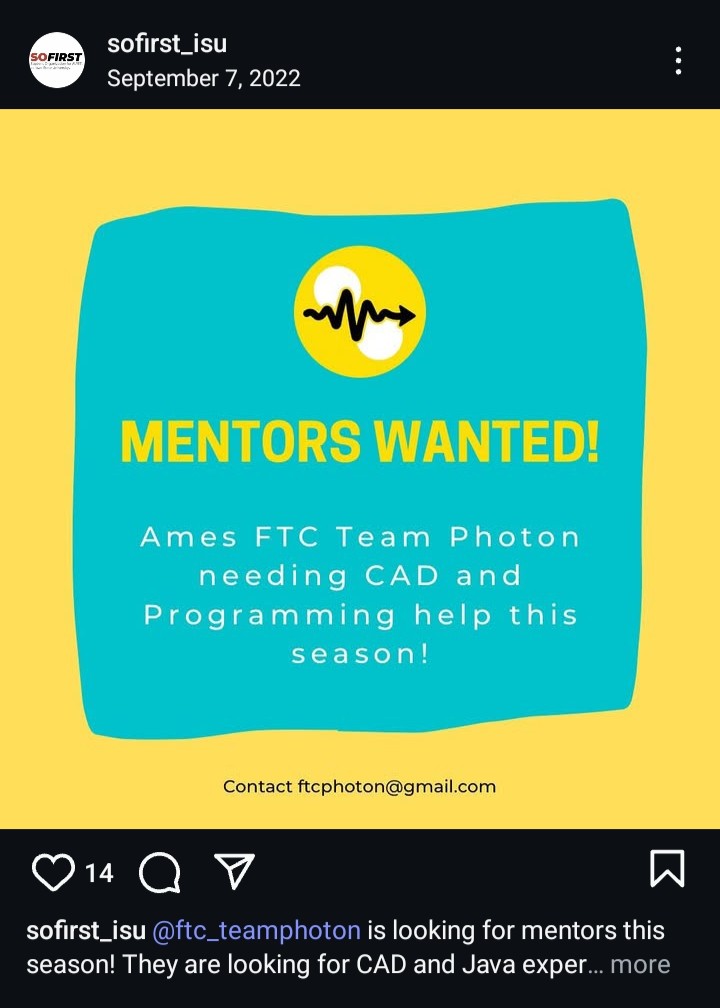 SOFIRST
sofirst_isu
September 7, 2022
MENTORS WANTED!
Ames FTC Team Photon
needing CAD and
Programming help this
season!
Contact ftcphoton@gmail.com
14
sofirst_isu @ftc_teamphoton is looking for mentors this
season! They are looking for CAD and Java exper... more